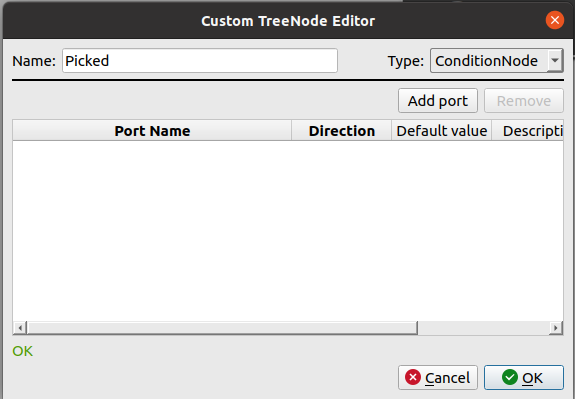 Custom TreeNode Editor
Name: Picked Type: ConditionNode
Add port Remove
Port Name Direction Default value Descripti
OK
Cancel OK